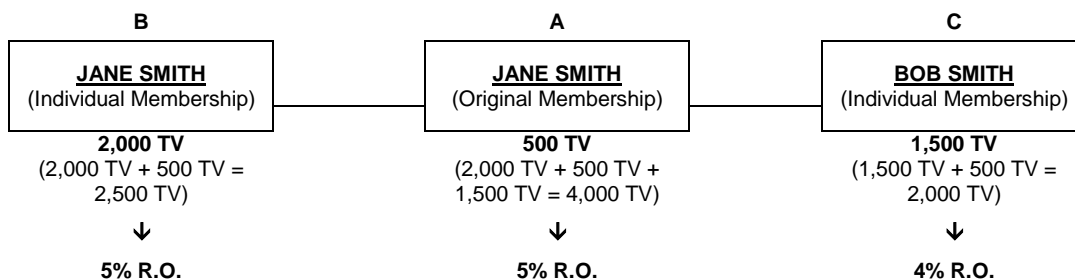 B
JANE SMITH
(Individual Membership)
2,000 TV
(2,000 TV + 500 TV =
2,500 TV)
5% R.O.
A
JANE SMITH
(Original Membership)
500 TV
(2,000 TV + 500 TV +
1,500 TV = 4,000 TV)
5% R.O.
C
BOB SMITH
(Individual Membership)
1,500 TV
(1,500 TV + 500 TV =
2,000 TV)
4% R.O.